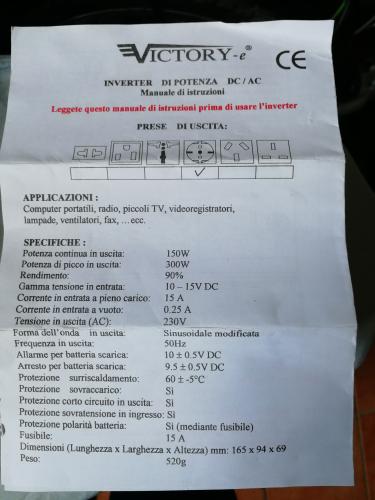 VICTORY-e® CE
INVERTER DI POTENZA DC / AC
Manuale di istruzioni
Leggete questo manuale di istruzioni prima di usare l'inverter
PRESE DI USCITA:
APPLICAZIONI :
Computer portatili, radio, piccoli TV, videoregistratori,
lampade, ventilatori, fax, ... ecc.
SPECIFICHE :
Potenza continua in uscita: 150W
Potenza di picco in uscita: 300W
Rendimento: 90%
Gamma tensione in entrata: 10 – 15V DC
Corrente in entrata a pieno carico: 15 A
Corrente in entrata a vuoto: 0.25 A
Tensione in uscita (AC): 230V
Forma dell'onda in uscita: Sinusoidale modificata
Frequenza in uscita: 50Hz
Allarme per batteria scarica: 10 ± 0.5V DC
Arresto per batteria scarica: 9.5 ± 0.5V DC
Protezione surriscaldamento: 60 ± -5°C
Protezione sovraccarico: Sì
Protezione corto circuito in uscita: Sì
Protezione sovratensione in ingresso: Sì
Protezione polarità batteria: Sì (mediante fusibile)
Fusibile: 15 A
Dimensioni (Lunghezza x Larghezza x Altezza) mm: 165 x 94 x 69
Peso: 520g